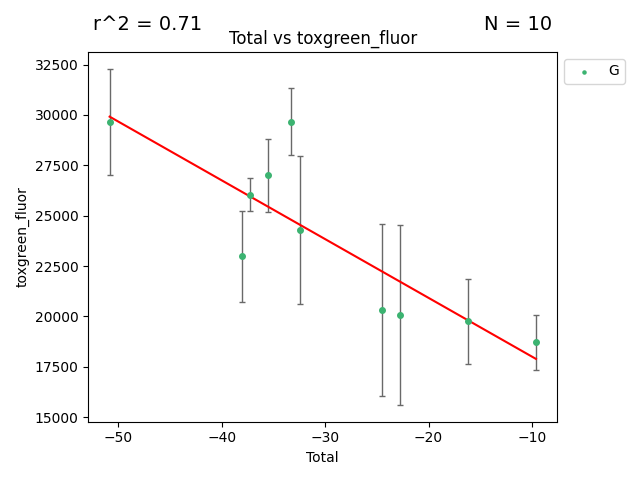 r^2 = 0.71
N = 10
Total vs toxgreen_fluor
G
32500
30000
27500
25000
22500
20000
17500
15000
toxgreen_fluor
−50
−40
−30
−20
−10
Total